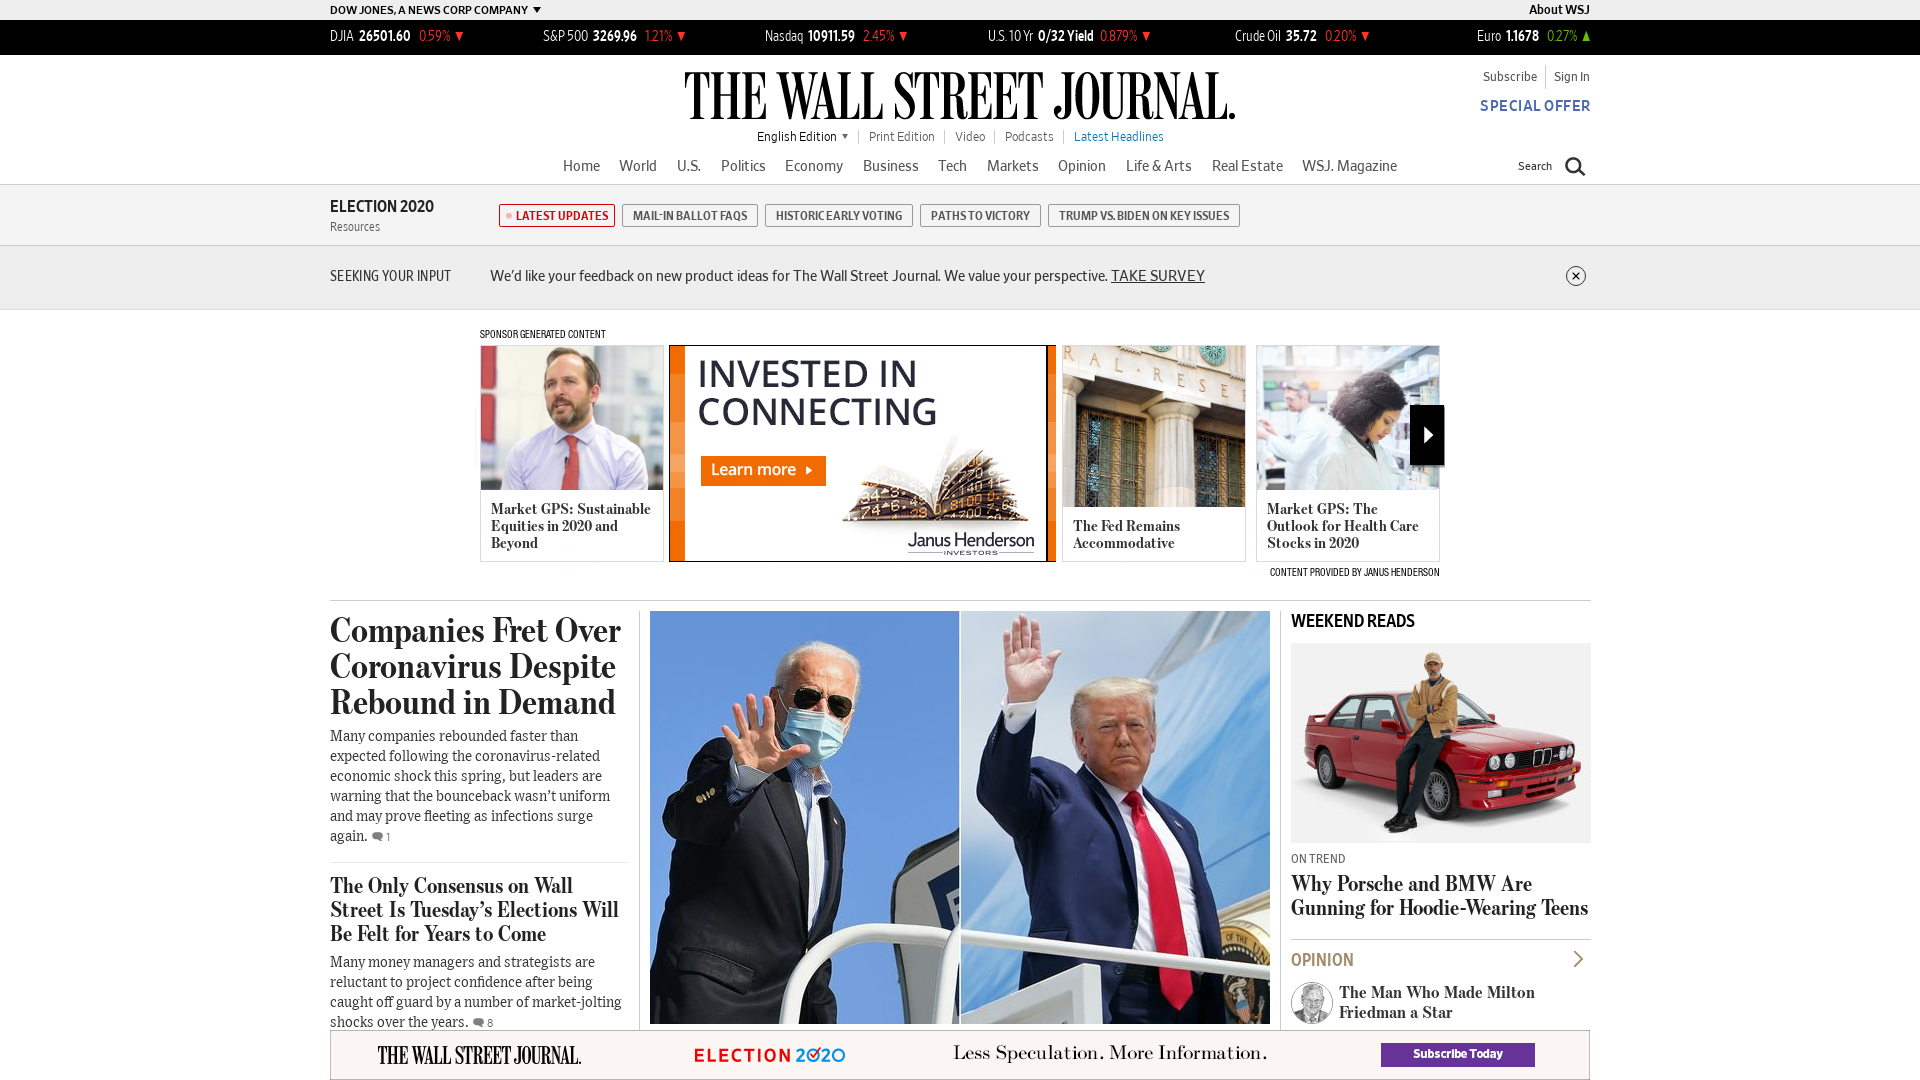 DOW JONES, A NEWS CORP COMPANY
About WSJ
DJIA 26501.60 0.59%
S&P 500 3269.96 1.21%
Nasdaq 10911.59 2.45%
U.S. 10 Yr 0/32 Yield 0.879%
Crude Oil 35.72 0.20%
Euro 1.1678 0.27%
THE WALL STREET JOURNAL.
Subscribe
Sign In
SPECIAL OFFER
English Edition
Print Edition
Video
Podcasts
Latest Headlines
Home
World
U.S.
Politics
Economy
Business
Tech
Markets
Opinion
Life & Arts
Real Estate
WSJ. Magazine
Search
ELECTION 2020
Resources
LATEST UPDATES
MAIL-IN BALLOT FAQS
HISTORIC EARLY VOTING
PATHS TO VICTORY
TRUMP VS. BIDEN ON KEY ISSUES
SEEKING YOUR INPUT
We’d like your feedback on new product ideas for The Wall Street Journal. We value your perspective. TAKE SURVEY
SPONSOR GENERATED CONTENT
Market GPS: Sustainable
Equities in 2020 and
Beyond
INVESTED IN
CONNECTING
Learn more
Janus Henderson
INVESTORS
The Fed Remains
Accommodative
Market GPS: The
Outlook for Health Care
Stocks in 2020
CONTENT PROVIDED BY JANUS HENDERSON
Companies Fret Over
Coronavirus Despite
Rebound in Demand
Many companies rebounded faster than
expected following the coronavirus-related
economic shock this spring, but leaders are
warning that the bounceback wasn’t uniform
and may prove fleeting as infections surge
again. 1
The Only Consensus on Wall
Street Is Tuesday’s Elections Will
Be Felt for Years to Come
Many money managers and strategists are
reluctant to project confidence after being
caught off guard by a number of market-jolting
shocks over the years. 8
WEEKEND READS
ON TREND
Why Porsche and BMW Are
Gunning for Hoodie-Wearing Teens
OPINION
The Man Who Made Milton
Friedman a Star
THE WALL STREET JOURNAL.
ELECTION 2020
Less Speculation. More Information.
Subscribe Today